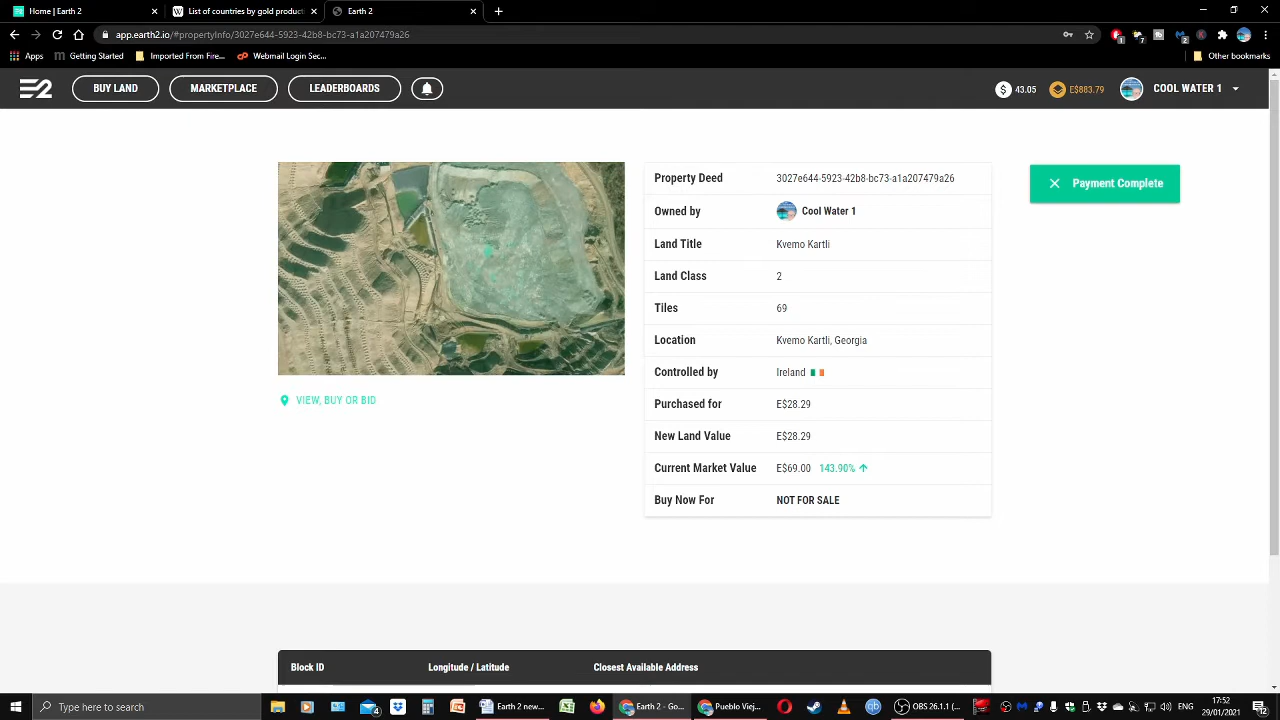 Home | Earth 2
List of countries by gold product
Earth 2
app.earth2.io/#propertyInfo/3027e644-5923-42b8-bc73-a1a207479a26
Apps
Getting Started
Imported From Fire...
Webmail Login Sec...
Other bookmarks
BUY LAND
MARKETPLACE
LEADERBOARDS
43.05
E$883.79
COOL WATER 1
Property Deed 3027e644-5923-42b8-bc73-a1a207479a26
Owned by Cool Water 1
Land Title Kvemo Kartli
Land Class 2
Tiles 69
Location Kvemo Kartli, Georgia
Controlled by Ireland
Purchased for E$28.29
New Land Value E$28.29
Current Market Value E$69.00 143.90%
Buy Now For NOT FOR SALE
Payment Complete
VIEW, BUY OR BID
Block ID Longitude / Latitude Closest Available Address
Type here to search
Earth 2 new...
Earth 2 - Go...
Pueblo Viej...
OBS 26.1.1 (...
ENG
17:52
29/01/2021